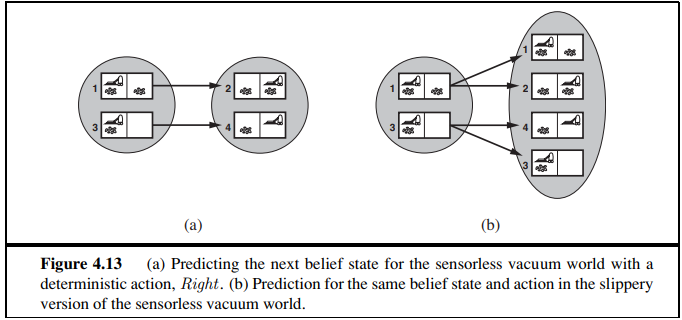 1
2
3
4
1
3
1
2
4
3
(a)
(b)
Figure 4.13 (a) Predicting the next belief state for the sensorless vacuum world with a
deterministic action, Right. (b) Prediction for the same belief state and action in the slippery
version of the sensorless vacuum world.